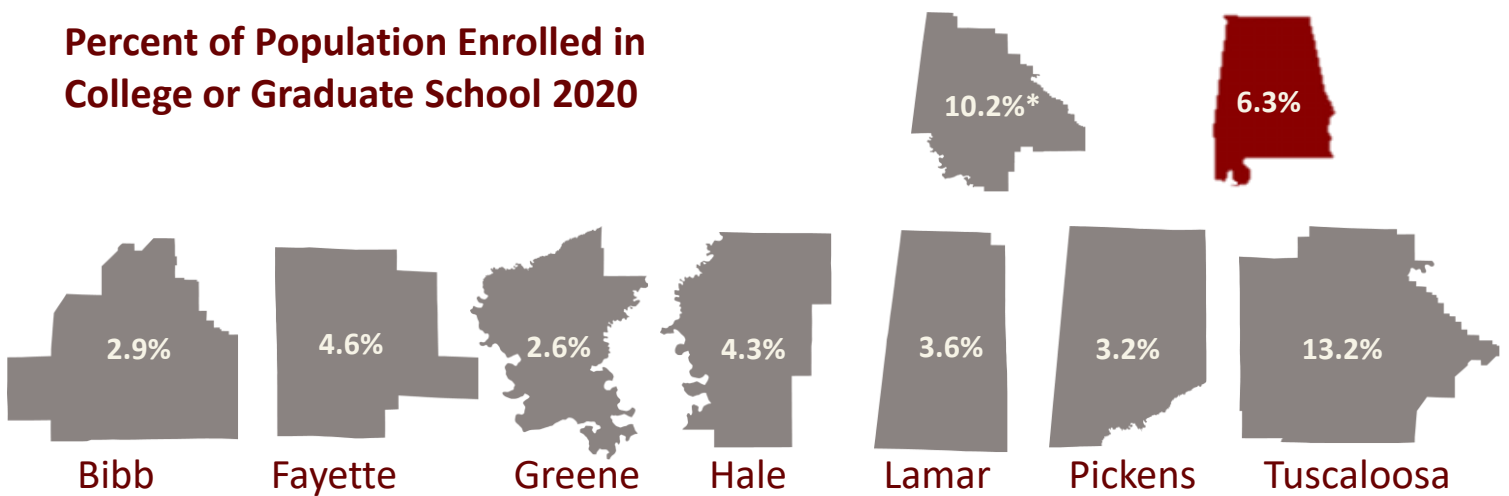 Percent of Population Enrolled in
College or Graduate School 2020
10.2%*
6.3%
2.9%
4.6%
2.6%
4.3%
3.6%
3.2%
13.2%
Bibb
Fayette
Greene
Hale
Lamar
Pickens
Tuscaloosa